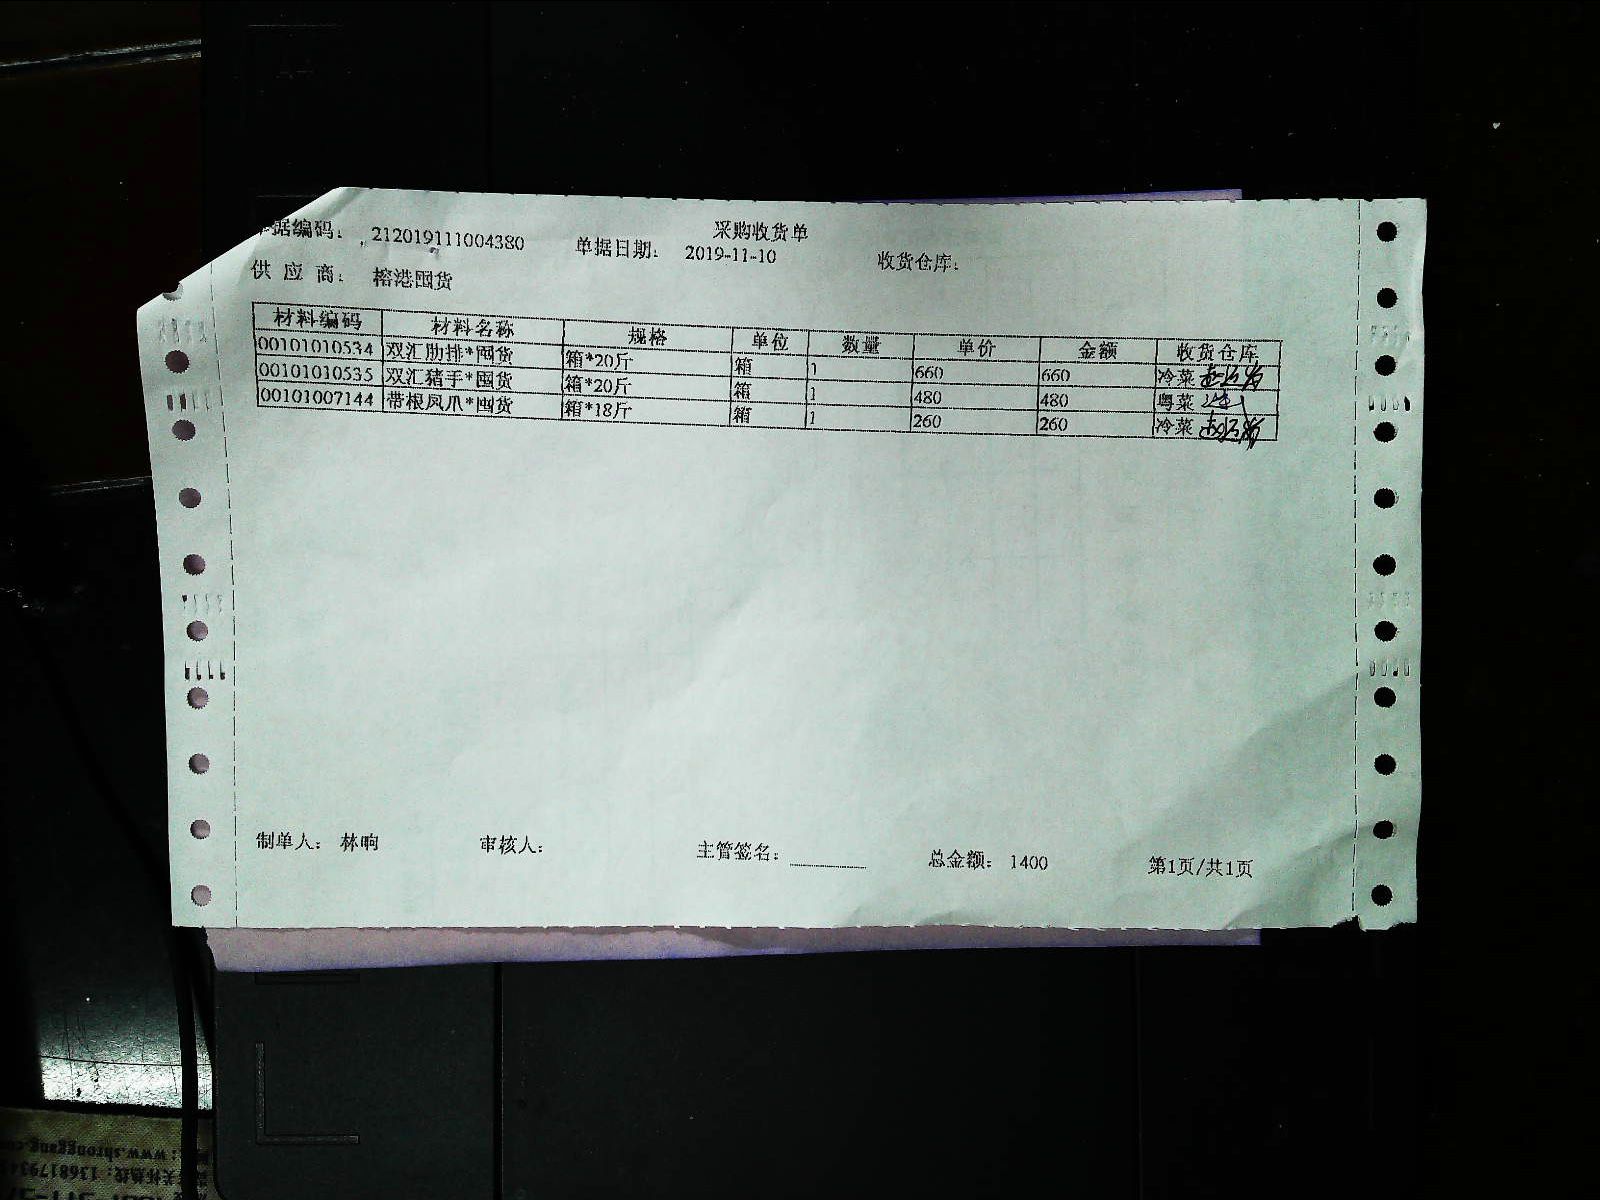 采购收货单
据编码： 212019111004380 单据日期： 2019-11-10 收货仓库：
供应商： 榕港囤货
材料编码 材料名称 规格 单位 数量 单价 金额 收货仓库
00101010534 双汇肋排*囤货 箱*20斤 箱 1 660 660 冷菜
00101010535 双汇猪手*囤货 箱*20斤 箱 1 480 480 粤菜
00101007144 带根凤爪*囤货 箱*18斤 箱 1 260 260 冷菜
制单人： 林响 审核人： 主管签名： 总金额： 1400 第1页/共1页